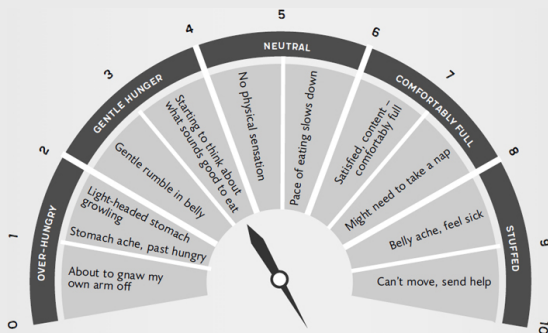 0
1
2
3
4
5
6
7
8
9
10
OVER-HUNGRY
GENTLE HUNGER
NEUTRAL
COMFORTABLY FULL
STUFFED
About to gnaw my
own arm off
Stomach ache, past hungry
Light-headed stomach
growling
Gentle rumble in belly
Starting to think about
what sounds good to eat
No physical sensation
Pace of eating slows down
Satisfied, content –
comfortably full
Might need to take a nap
Belly ache, feel sick
Can't move, send help